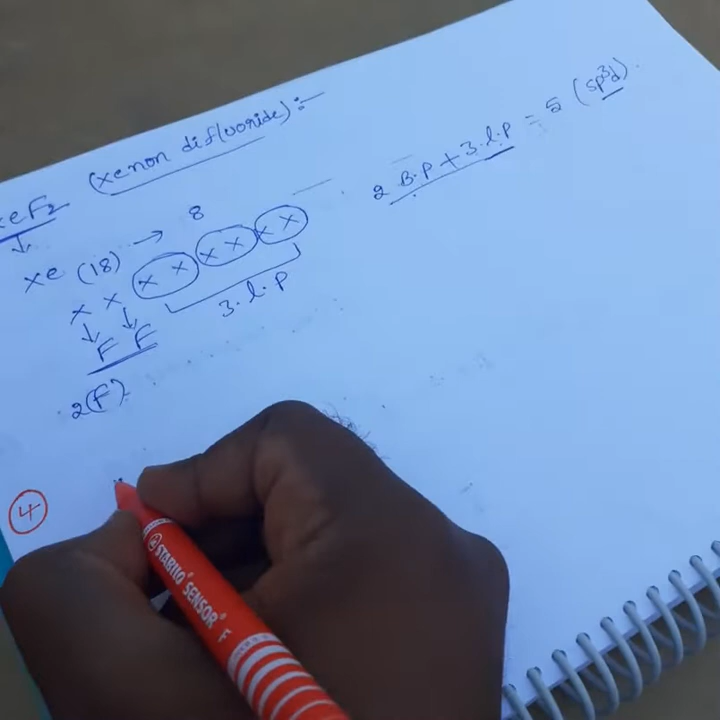 xeF2 (xenon difluoride) :-
2 B.P + 3.l.p = 5 (sp³d).
↓
xe (18) → 8
x x x x x x x x
↓ ↓
3.l.p
F F
2(F)
4
STABILO SENSOR F